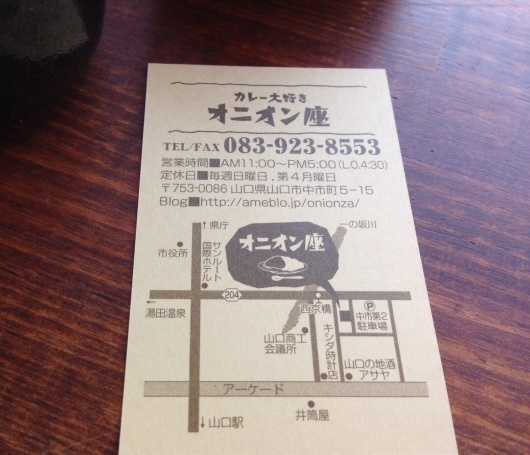 カレー大好き
オニオン座
TEL/FAX 083-923-8553
営業時間■AM11:00〜PM5:00(L.O.4:30)
定休日■毎週日曜日,第4月曜日
〒753-0086 山口県山口市中市町5-15
Blog■http://ameblo.jp/onionza/
↑県庁
一の坂川
市役所
サンルート
国際ホテル
オニオン座
204
←
湯田温泉
西京橋
P
中市第2
駐車場
山口商工
会議所
キシダ時計店
山口の地酒
アサヤ
アーケード
↓山口駅
井筒屋